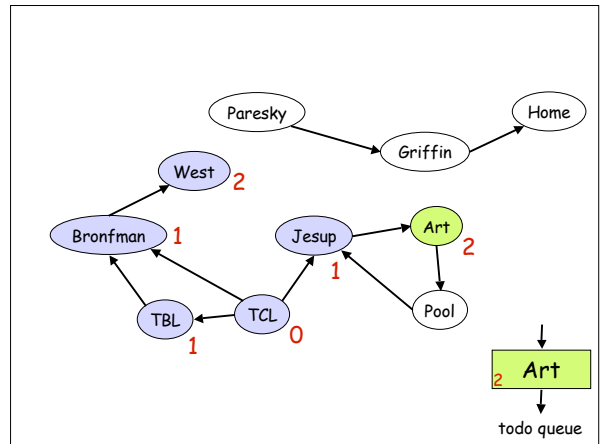 Paresky
Home
Griffin
West
2
Bronfman
1
Jesup
1
Art
2
TBL
1
TCL
0
Pool
2
Art
todo queue